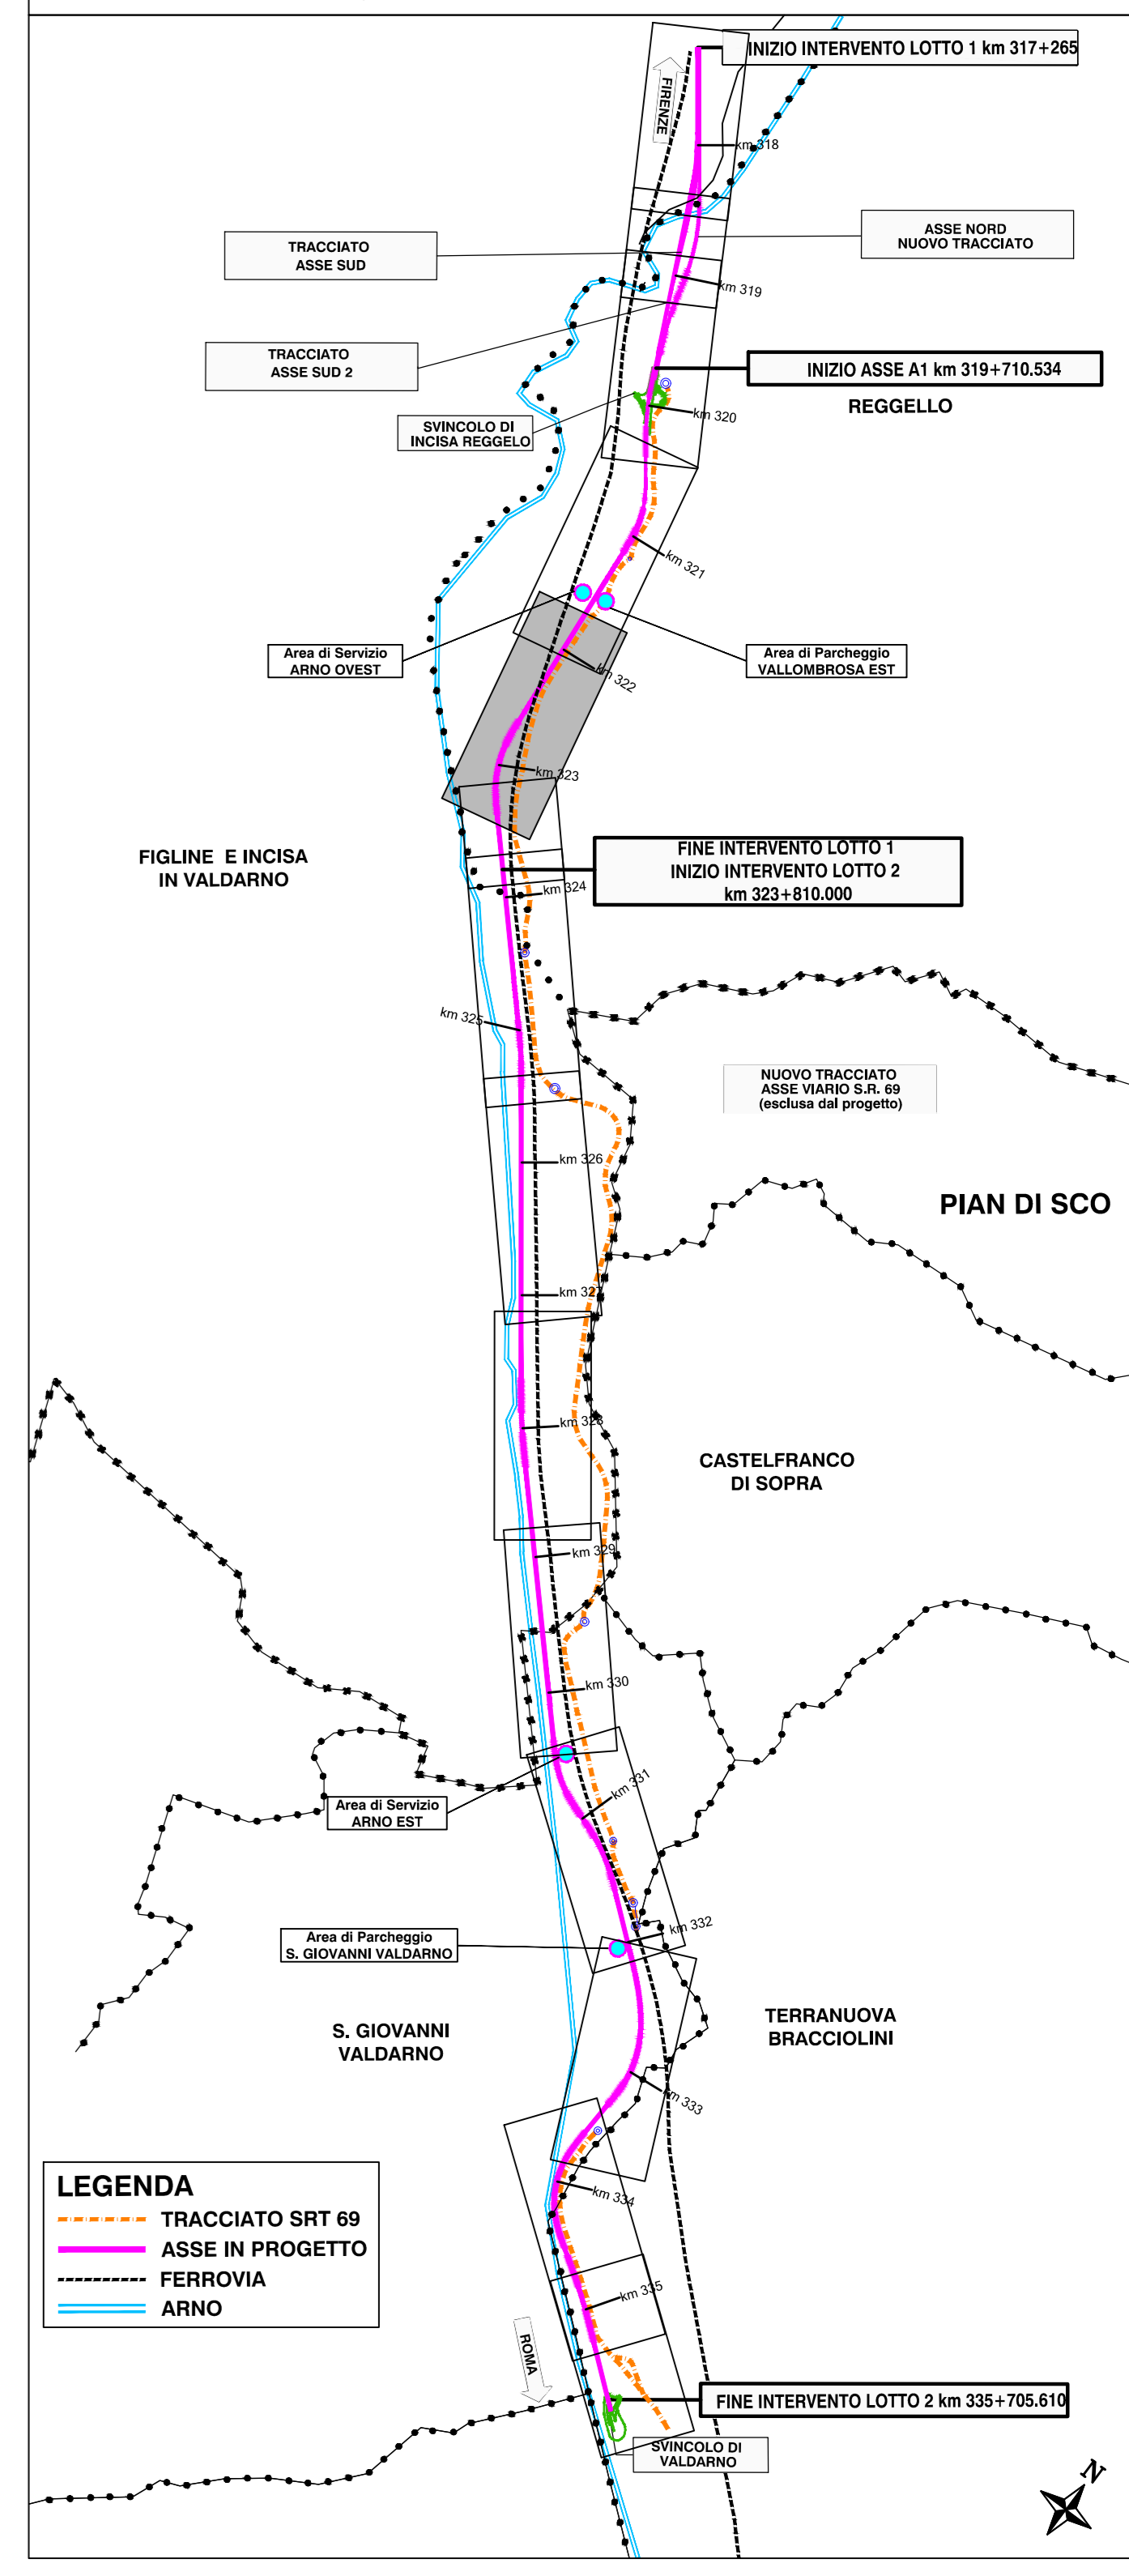 INIZIO INTERVENTO LOTTO 1 km 317+265
FIRENZE
km 318
ASSE NORD
NUOVO TRACCIATO
TRACCIATO
ASSE SUD
km 319
TRACCIATO
ASSE SUD 2
INIZIO ASSE A1 km 319+710.534
REGGELLO
km 320
SVINCOLO DI
INCISA REGGELO
km 321
Area di Servizio
ARNO OVEST
Area di Parcheggio
VALLOMBROSA EST
km 322
km 323
FIGLINE E INCISA
IN VALDARNO
FINE INTERVENTO LOTTO 1
INIZIO INTERVENTO LOTTO 2
km 323+810.000
km 324
km 325
NUOVO TRACCIATO
ASSE VIARIO S.R. 69
(esclusa dal progetto)
km 326
PIAN DI SCO
km 327
km 328
CASTELFRANCO
DI SOPRA
km 329
km 330
km 331
Area di Servizio
ARNO EST
km 332
Area di Parcheggio
S. GIOVANNI VALDARNO
TERRANUOVA
BRACCIOLINI
S. GIOVANNI
VALDARNO
km 333
km 334
LEGENDA
TRACCIATO SRT 69
ASSE IN PROGETTO
FERROVIA
ARNO
km 335
ROMA
FINE INTERVENTO LOTTO 2 km 335+705.610
SVINCOLO DI
VALDARNO
N